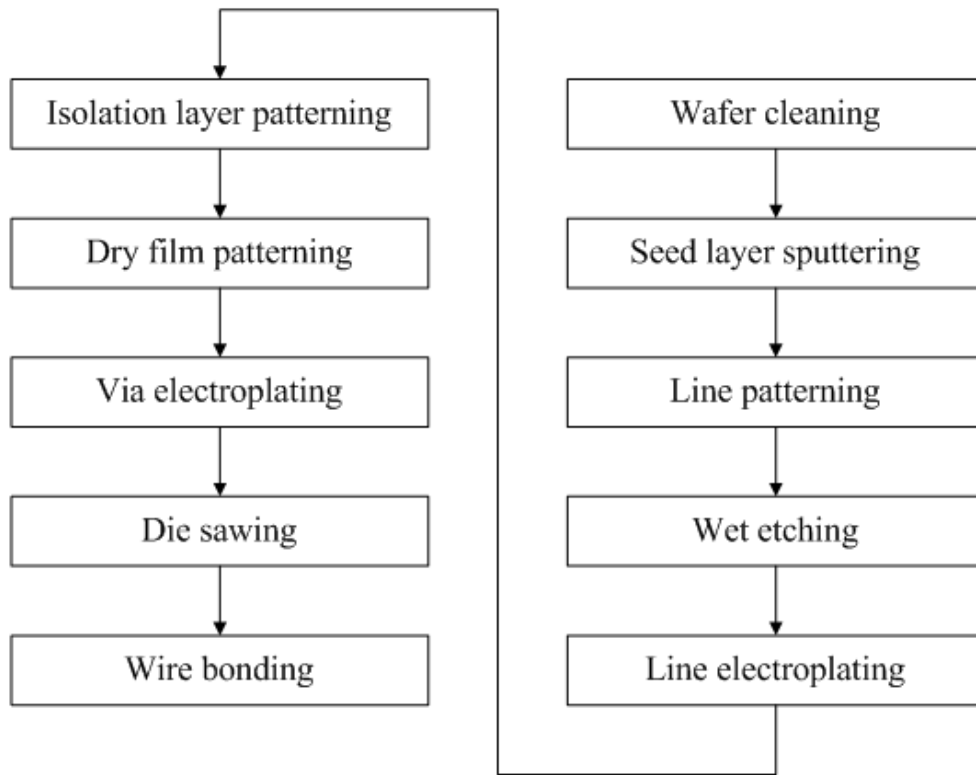 Wafer cleaning
Seed layer sputtering
Line patterning
Wet etching
Line electroplating
Isolation layer patterning
Dry film patterning
Via electroplating
Die sawing
Wire bonding